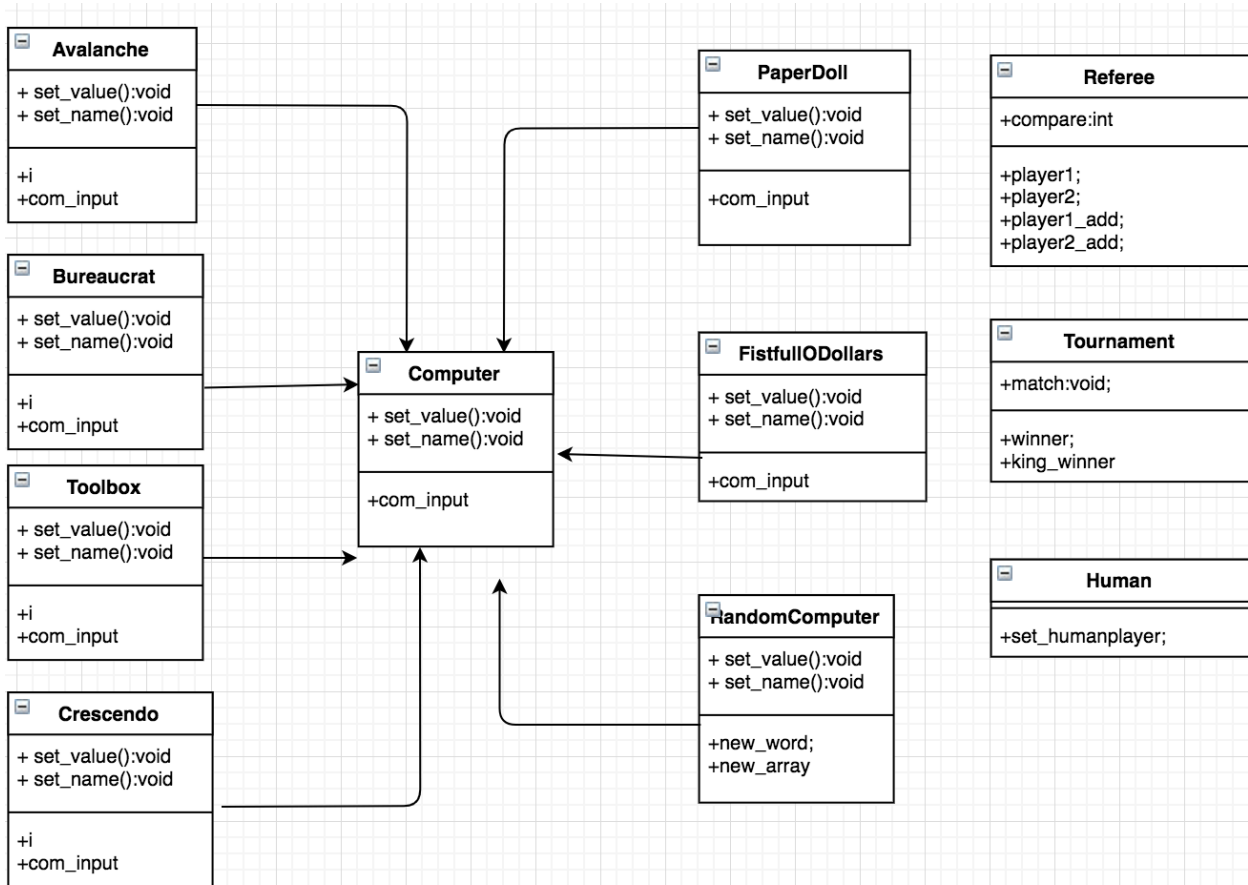 Avalanche
+ set_value():void
+ set_name():void
+i
+com_input
Bureaucrat
+ set_value():void
+ set_name():void
+i
+com_input
Toolbox
+ set_value():void
+ set_name():void
+i
+com_input
Crescendo
+ set_value():void
+ set_name():void
+i
+com_input
Computer
+ set_value():void
+ set_name():void
+com_input
PaperDoll
+ set_value():void
+ set_name():void
+com_input
FistfullODollars
+ set_value():void
+ set_name():void
+com_input
RandomComputer
+ set_value():void
+ set_name():void
+new_word;
+new_array
Referee
+compare:int
+player1;
+player2;
+player1_add;
+player2_add;
Tournament
+match:void;
+winner;
+king_winner
Human
+set_humanplayer;